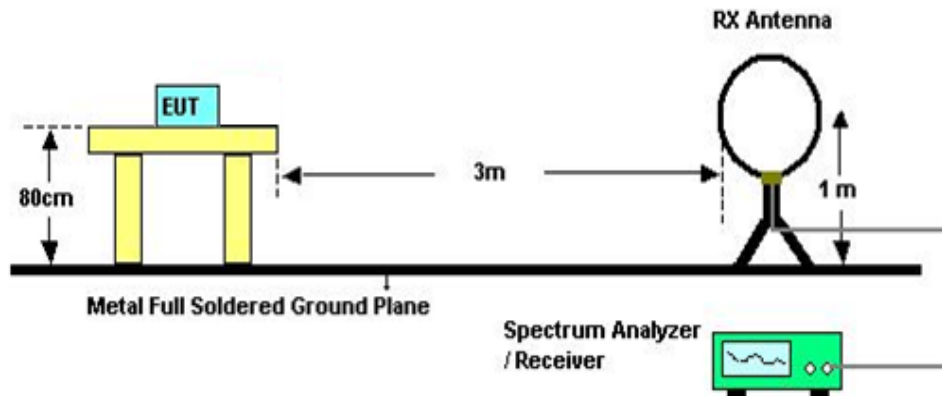 RX Antenna
EUT
80cm
3m
1 m
Metal Full Soldered Ground Plane
Spectrum Analyzer
/ Receiver